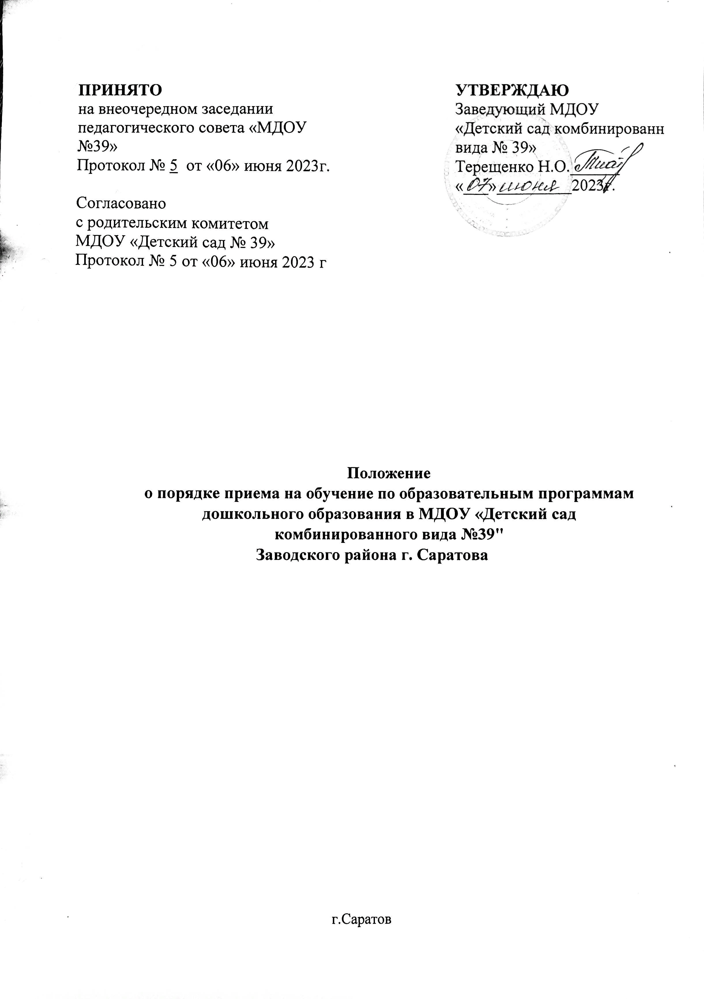 ПРИНЯТО
на внеочередном заседании
педагогического совета «МДОУ
№39»
Протокол № 5 от «06» июня 2023г.
Согласовано
с родительским комитетом
МДОУ «Детский сад № 39»
Протокол № 5 от «06» июня 2023 г
УТВЕРЖДАЮ
Заведующий МДОУ
«Детский сад комбинированн
вида № 39»
Терещенко Н.О.
«07» июня 2023г.
Положение
о порядке приема на обучение по образовательным программам
дошкольного образования в МДОУ «Детский сад
комбинированного вида №39"
Заводского района г. Саратова
г.Саратов